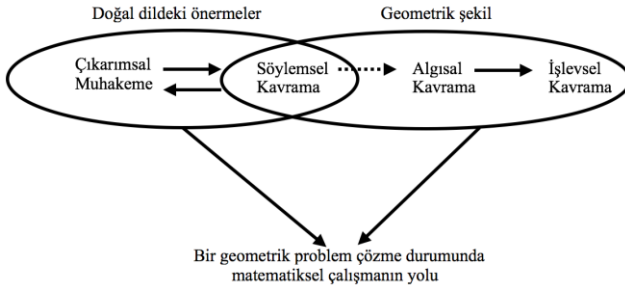 Doğal dildeki önermeler
Geometrik şekil
Çıkarımsal
Muhakeme
Söylemsel
Kavrama
Algısal
Kavrama
İşlevsel
Kavrama
Bir geometrik problem çözme durumunda
matematiksel çalışmanın yolu